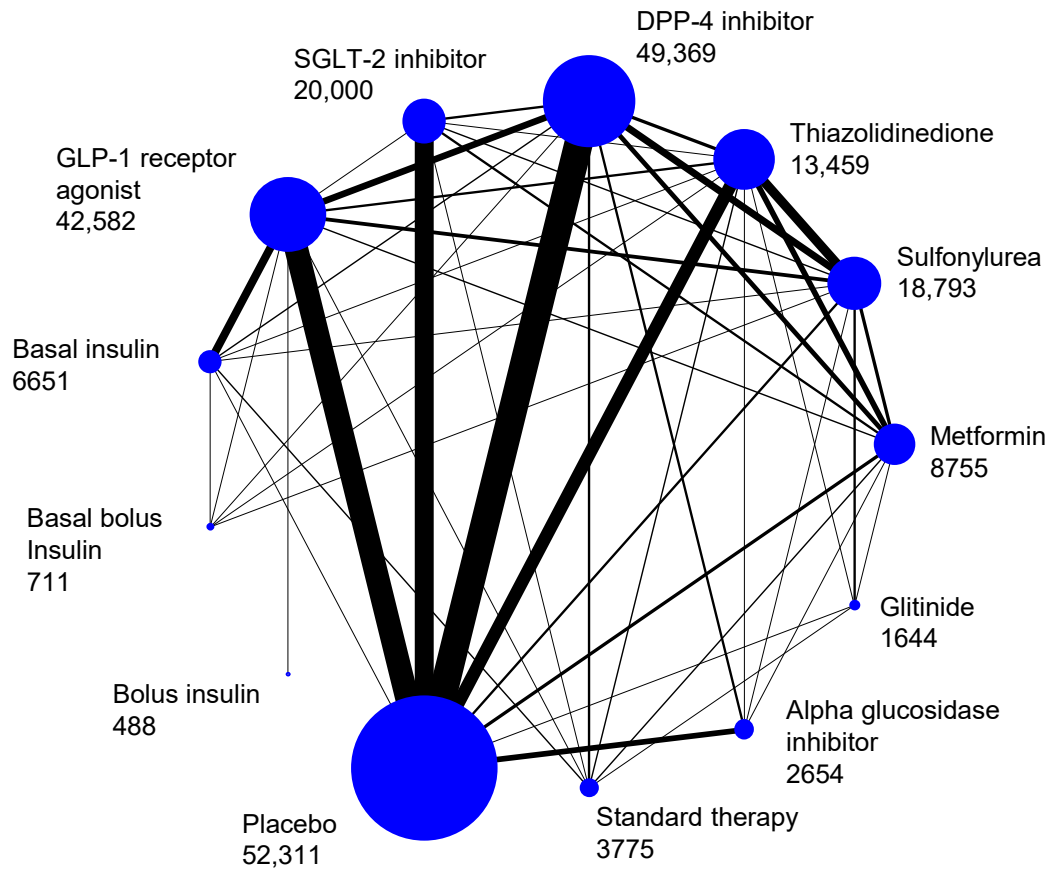 DPP-4 inhibitor
49,369
SGLT-2 inhibitor
20,000
Thiazolidinedione
13,459
GLP-1 receptor
agonist
42,582
Sulfonylurea
18,793
Basal insulin
6651
Metformin
8755
Basal bolus
Insulin
711
Glitinide
1644
Bolus insulin
488
Alpha glucosidase
inhibitor
2654
Placebo
52,311
Standard therapy
3775